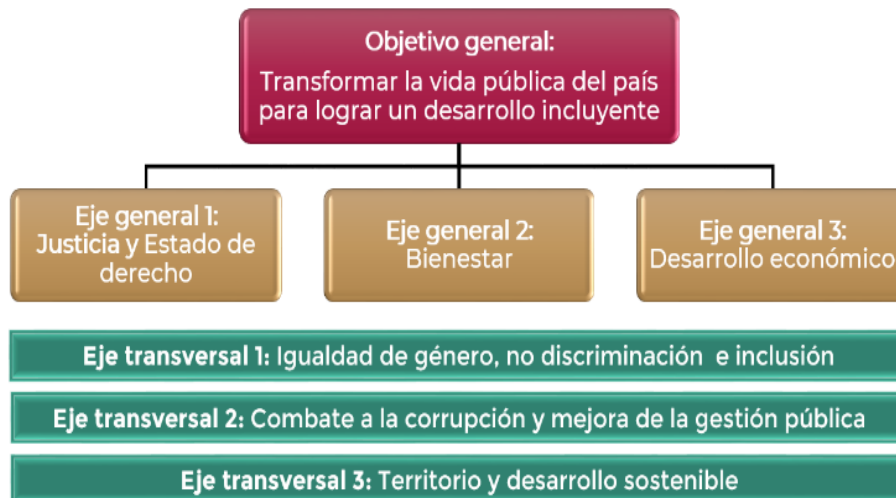 Objetivo general:
Transformar la vida pública del país
para lograr un desarrollo incluyente
Eje general 1:
Justicia y Estado de
derecho
Eje general 2:
Bienestar
Eje general 3:
Desarrollo económico
Eje transversal 1: Igualdad de género, no discriminación e inclusión
Eje transversal 2: Combate a la corrupción y mejora de la gestión pública
Eje transversal 3: Territorio y desarrollo sostenible